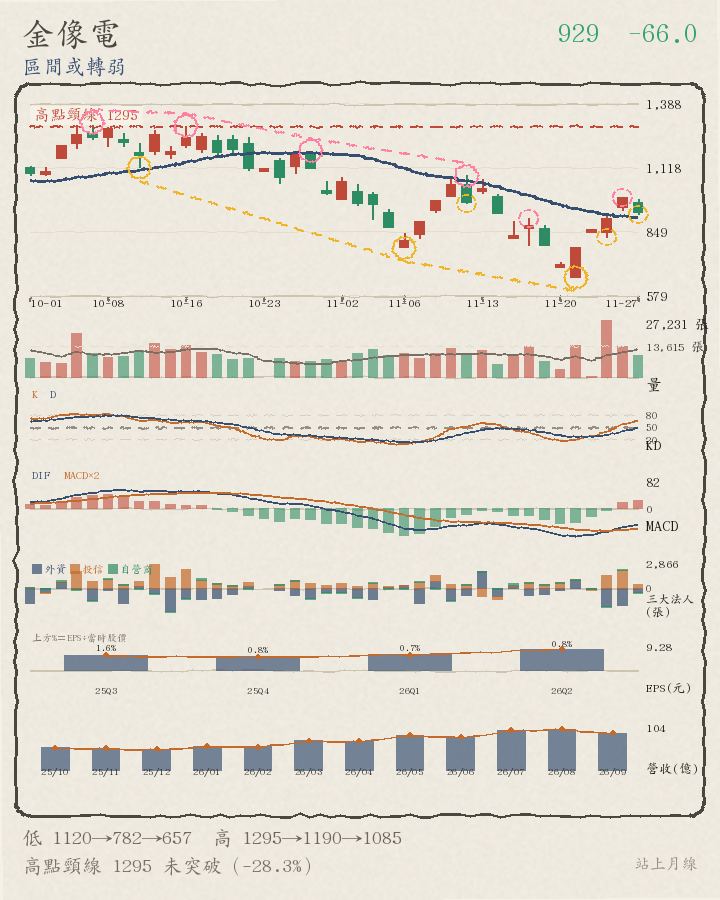 金像電
929 -66.0
區間或轉弱
高點頸線 1295
1,388
1,118
849
579
10-01 10-08 10-16 10-23 11-02 11-06 11-13 11-20 11-27
27,231 張
13,615 張
量
K D
80
50
20
KD
DIF MACD×2
82
0
MACD
外資 投信 自營商
2,866
0
三大法人
(張)
上方%=EPS÷當時股價
1.6% 0.8% 0.7% 0.8%
9.28
25Q3 25Q4 26Q1 26Q2
EPS(元)
104
25/10 25/11 25/12 26/01 26/02 26/03 26/04 26/05 26/06 26/07 26/08 26/09
營收(億)
低 1120→782→657 高 1295→1190→1085
高點頸線 1295 未突破 (-28.3%)
站上月線